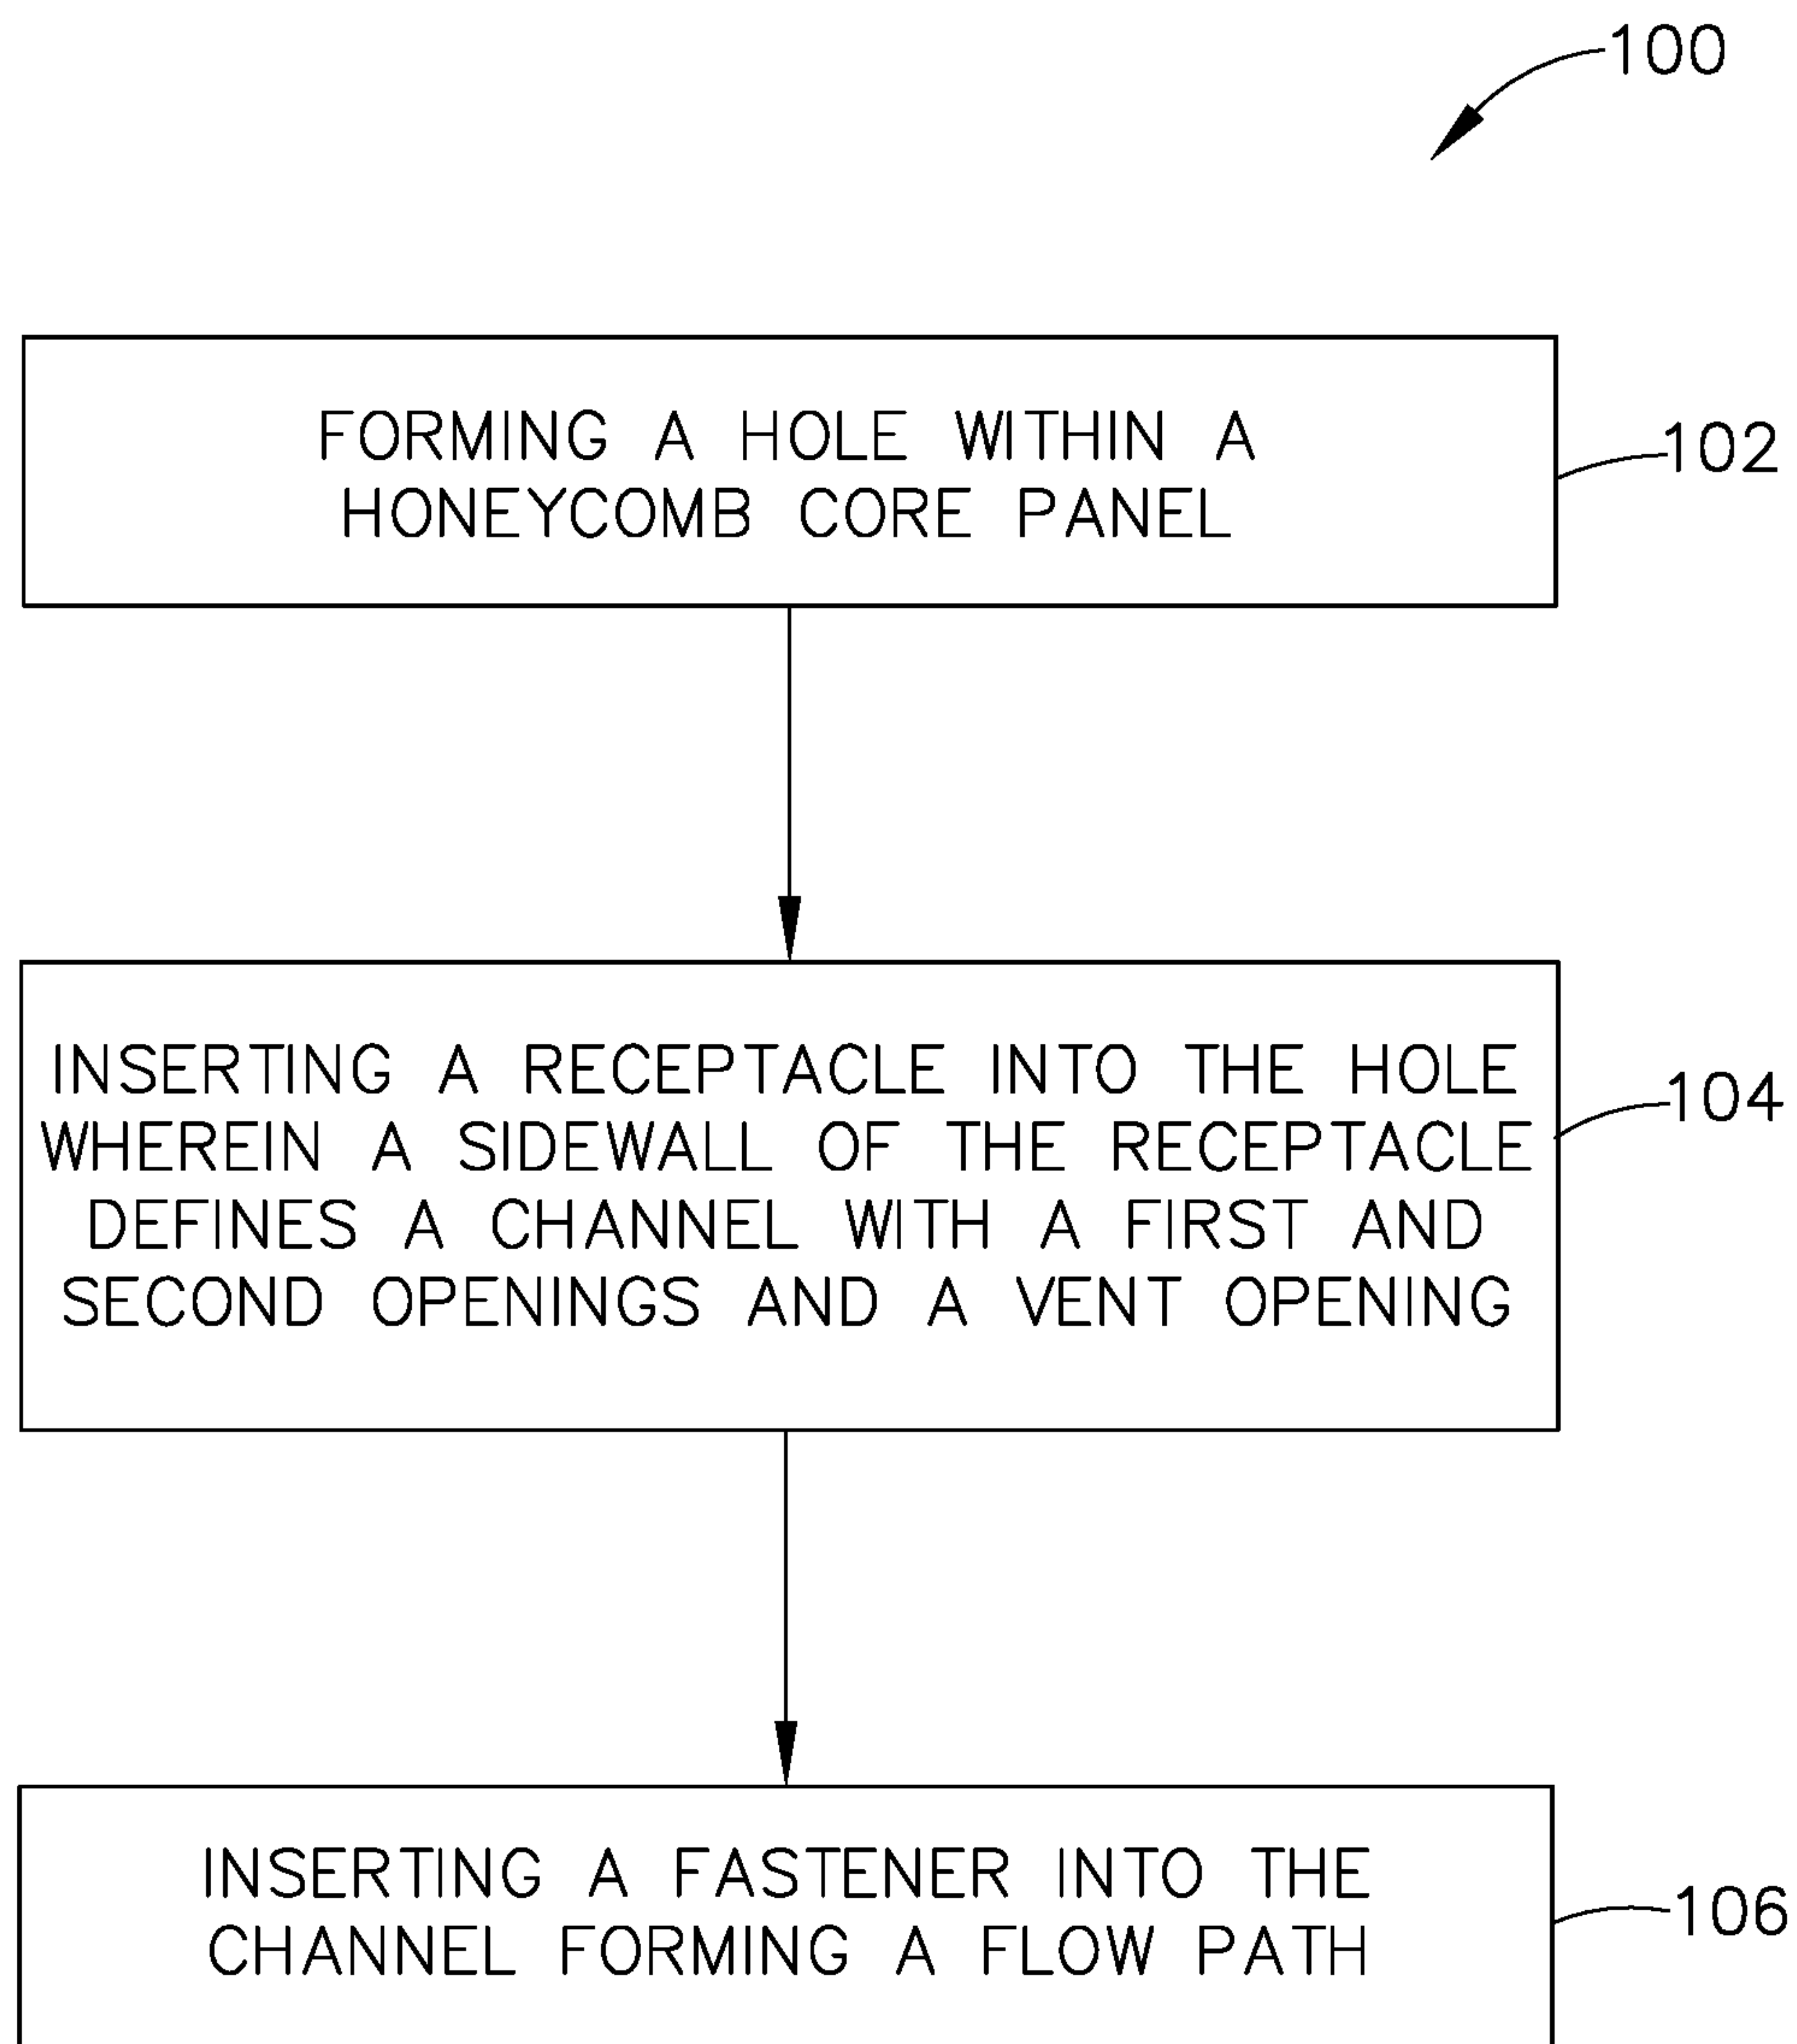 100
FORMING A HOLE WITHIN A
HONEYCOMB CORE PANEL
102
INSERTING A RECEPTACLE INTO THE HOLE
WHEREIN A SIDEWALL OF THE RECEPTACLE
DEFINES A CHANNEL WITH A FIRST AND
SECOND OPENINGS AND A VENT OPENING
104
INSERTING A FASTENER INTO THE
CHANNEL FORMING A FLOW PATH
106